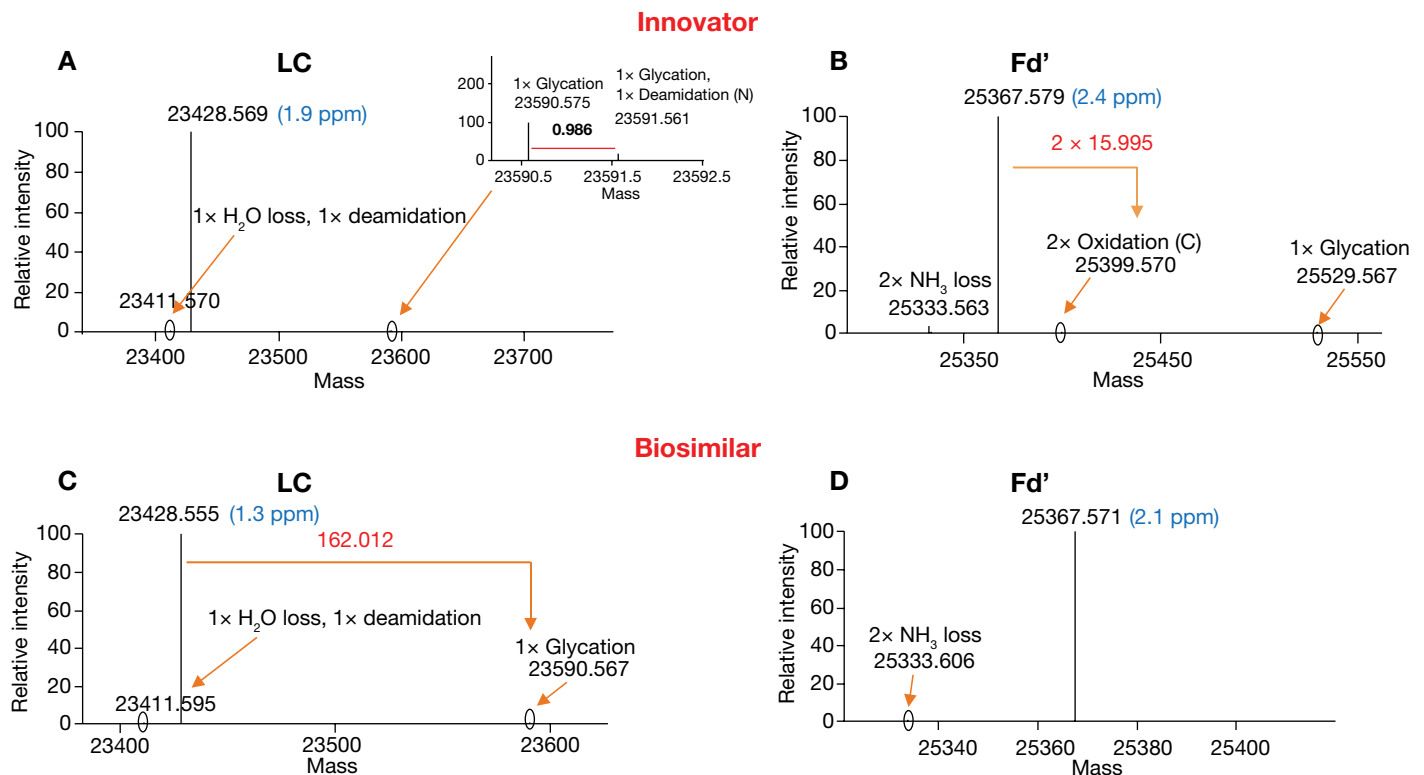 Innovator
A
LC
23428.569 (1.9 ppm)
Relative intensity
100
80
60
40
20
0
1× H₂O loss, 1× deamidation
23411.570
23400
23500
23600
23700
Mass
200
100
0
1× Glycation
23590.575
1× Glycation,
1× Deamidation (N)
23591.561
0.986
23590.5
23591.5
23592.5
Mass
B
Fd’
25367.579 (2.4 ppm)
Relative intensity
100
80
60
40
20
0
2 × 15.995
2× NH₃ loss
25333.563
2× Oxidation (C)
25399.570
1× Glycation
25529.567
25350
25450
25550
Mass
Biosimilar
C
LC
23428.555 (1.3 ppm)
Relative intensity
100
80
60
40
20
0
162.012
1× H₂O loss, 1× deamidation
23411.595
1× Glycation
23590.567
23400
23500
23600
Mass
D
Fd’
25367.571 (2.1 ppm)
Relative intensity
100
80
60
40
20
0
2× NH₃ loss
25333.606
25340
25360
25380
25400
Mass